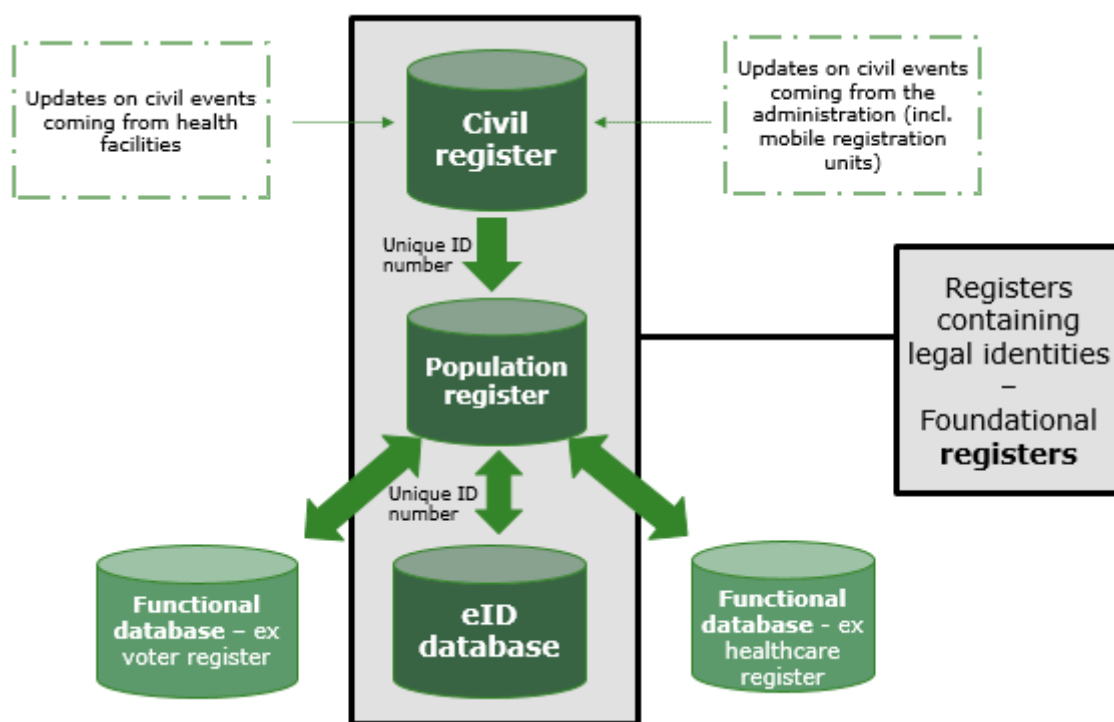 Updates on civil events
coming from health
facilities
Civil
register
Updates on civil events
coming from the
administration (incl.
mobile registration
units)
Unique ID
number
Population
register
Registers
containing
legal identities
–
Foundational
registers
Unique ID
number
Functional
database – ex
voter register
eID
database
Functional
database - ex
healthcare
register